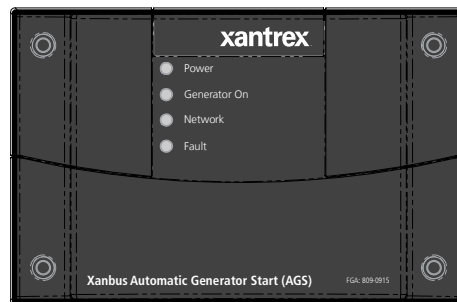 xantrex
Power
Generator On
Network
Fault
Xanbus Automatic Generator Start (AGS) FGA: 809-0915